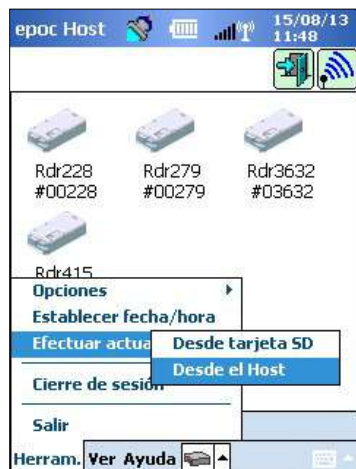 epoc Host 15/08/13
11:48
Rdr228 Rdr279 Rdr3632
#00228 #00279 #03632
Rdr415
Opciones
Establecer fecha/hora
Efectuar actua Desde tarjeta SD
Desde el Host
Cierre de sesión
Salir
Herram. Ver Ayuda